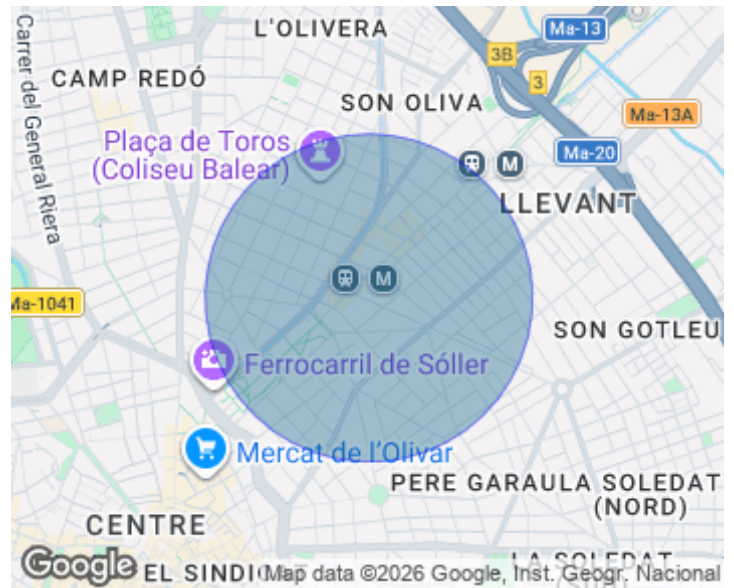 L'OLIVERA
Ma-13
3B
Carrer del General Riera
CAMP REDÓ
3
SON OLIVA
Ma-13A
Plaça de Toros
(Coliseu Balear)
Ma-20
M
LLEVANT
M
Ma-1041
SON GOTLEU
Ferrocarril de Sóller
Mercat de l'Olivar
PERE GARAULA
SOLEDAT
(NORD)
CENTRE
Google
EL SINDIC
LA SOLEDAT
Map data ©2026 Google, Inst. Geogr. Nacional